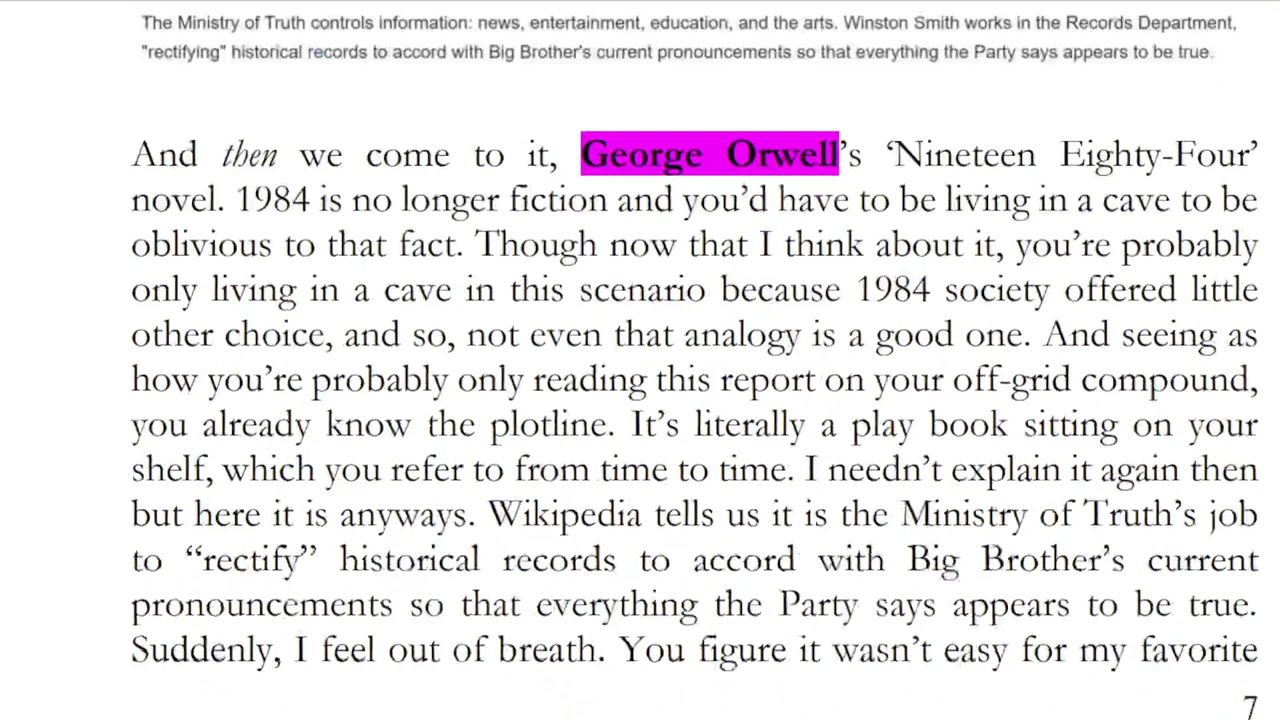 The Ministry of Truth controls information: news, entertainment, education, and the arts. Winston Smith works in the Records Department,
"rectifying" historical records to accord with Big Brother's current pronouncements so that everything the Party says appears to be true.
And then we come to it, George Orwell’s ‘Nineteen Eighty-Four’
novel. 1984 is no longer fiction and you’d have to be living in a cave to be
oblivious to that fact. Though now that I think about it, you’re probably
only living in a cave in this scenario because 1984 society offered little
other choice, and so, not even that analogy is a good one. And seeing as
how you’re probably only reading this report on your off-grid compound,
you already know the plotline. It’s literally a play book sitting on your
shelf, which you refer to from time to time. I needn’t explain it again then
but here it is anyways. Wikipedia tells us it is the Ministry of Truth’s job
to “rectify” historical records to accord with Big Brother’s current
pronouncements so that everything the Party says appears to be true.
Suddenly, I feel out of breath. You figure it wasn’t easy for my favorite
7